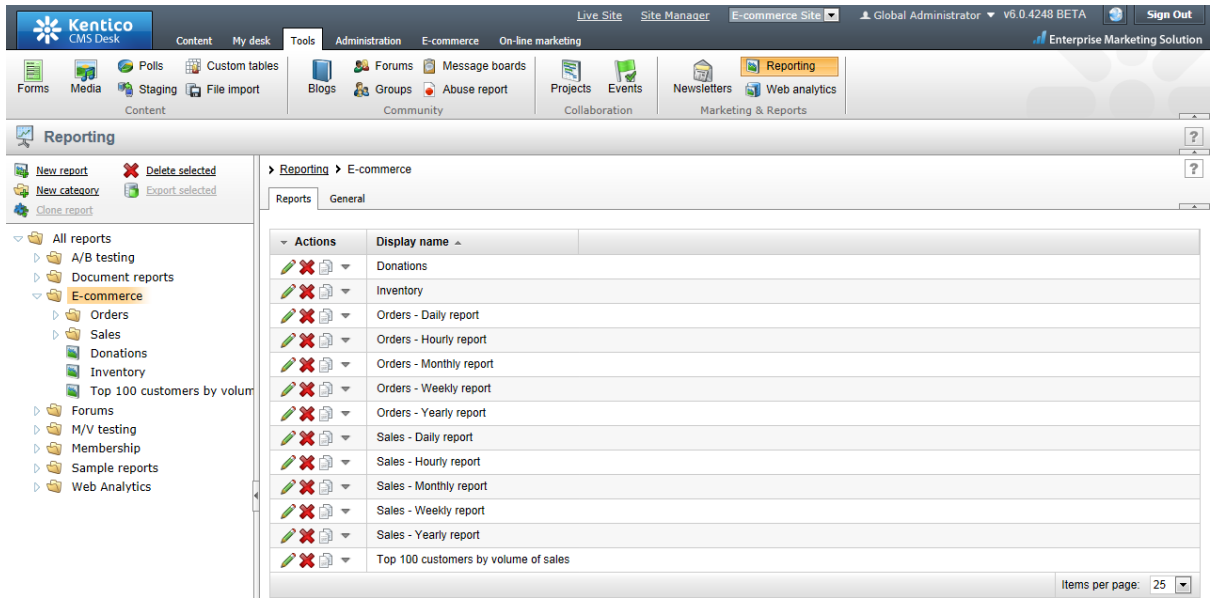 Live Site Site Manager E-commerce Site Global Administrator v6.0.4248 BETA Sign Out
Kentico
CMS Desk
Content My desk Tools Administration E-commerce On-line marketing
Enterprise Marketing Solution
Polls Custom tables Forums Message boards Reporting
Forms Media Staging File import Blogs Groups Abuse report Projects Events Newsletters Web analytics
Content Community Collaboration Marketing & Reports
Reporting ?
New report Delete selected
New category Export selected
Clone report
> Reporting > E-commerce ?
Reports General
All reports
A/B testing
Document reports
E-commerce
Orders
Sales
Donations
Inventory
Top 100 customers by volum
Forums
M/V testing
Membership
Sample reports
Web Analytics
Actions Display name
Donations
Inventory
Orders - Daily report
Orders - Hourly report
Orders - Monthly report
Orders - Weekly report
Orders - Yearly report
Sales - Daily report
Sales - Hourly report
Sales - Monthly report
Sales - Weekly report
Sales - Yearly report
Top 100 customers by volume of sales
Items per page: 25